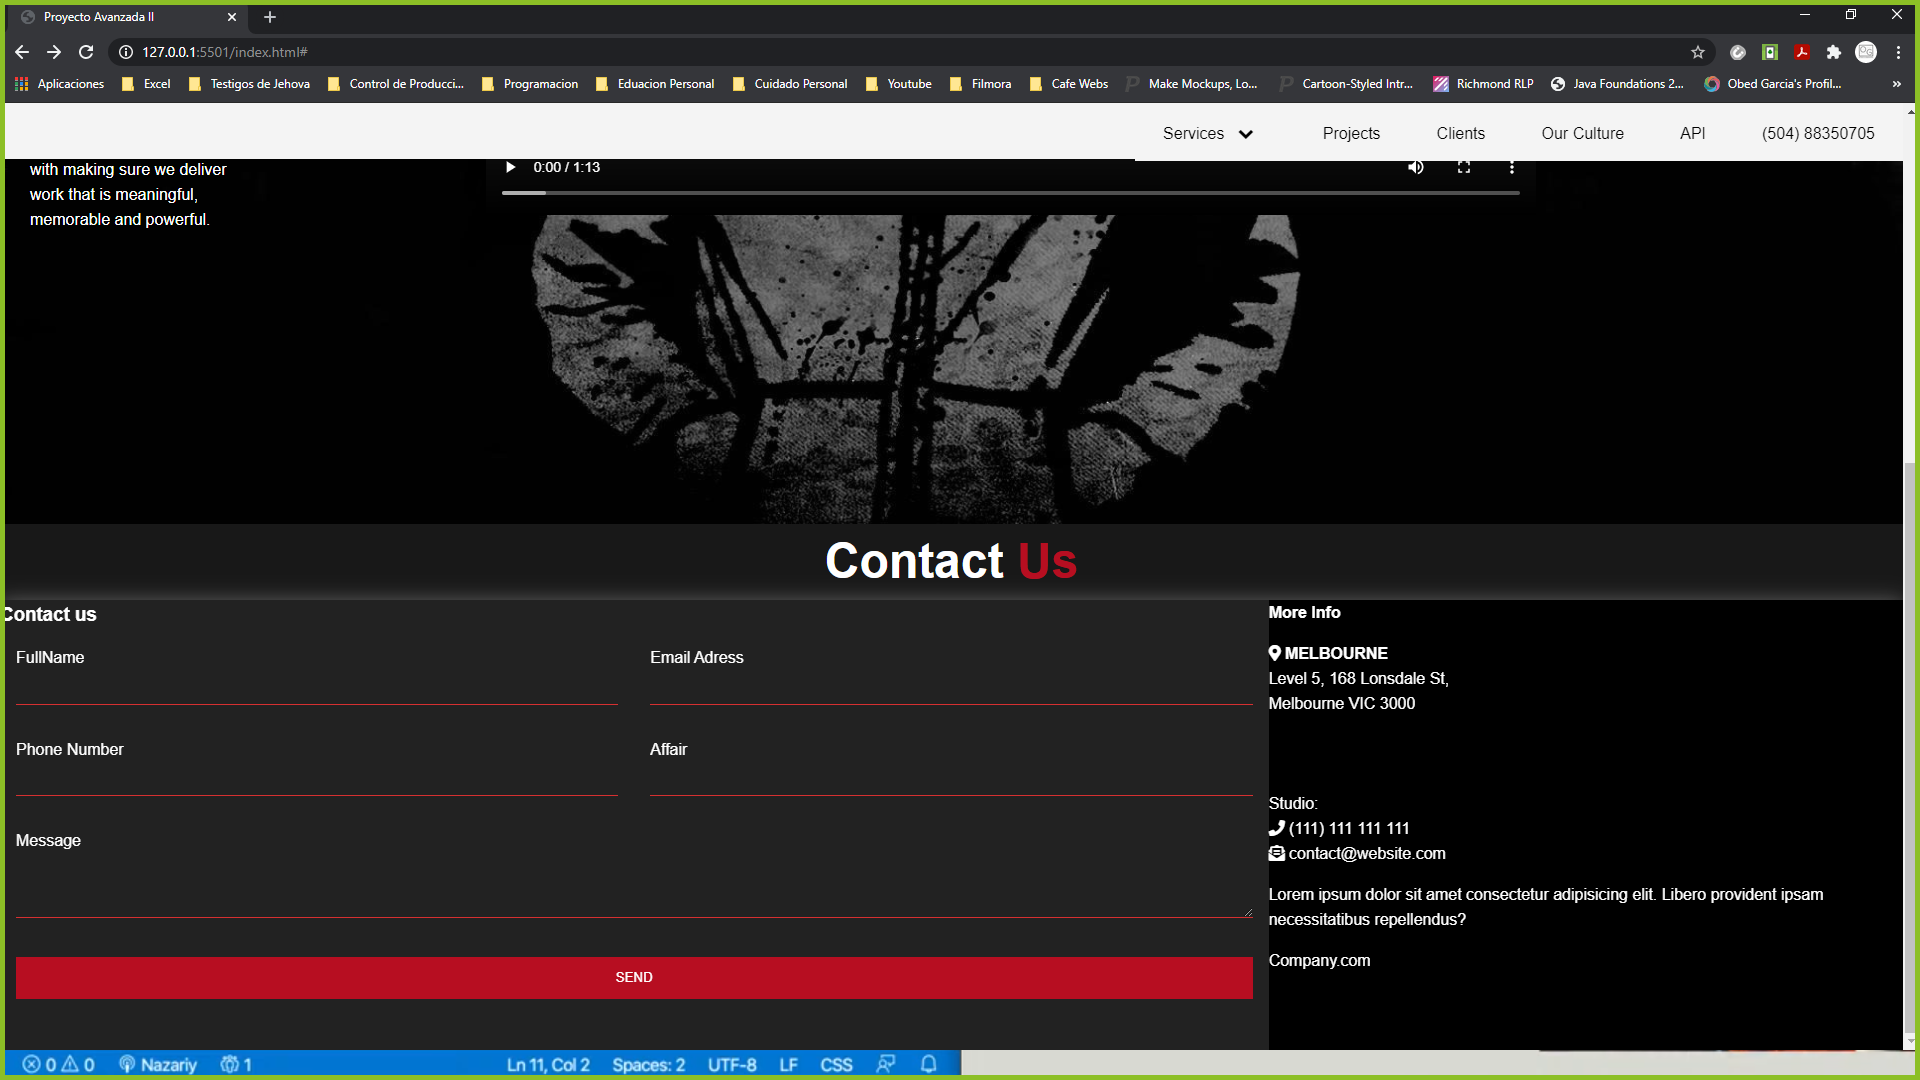 Proyecto Avanzada II
127.0.0.1:5501/index.html#
Aplicaciones Excel Testigos de Jehova Control de Producci... Programacion Eduacion Personal Cuidado Personal Youtube Filmora Cafe Webs Make Mockups, Lo... Cartoon-Styled Intr... Richmond RLP Java Foundations 2... Obed Garcia's Profil... »
Services Projects Clients Our Culture API (504) 88350705
with making sure we deliver
work that is meaningful,
memorable and powerful.
0:00 / 1:13
Contact Us
Contact us
FullName
Email Adress
Phone Number
Affair
Message
SEND
More Info
MELBOURNE
Level 5, 168 Lonsdale St,
Melbourne VIC 3000
Studio:
(111) 111 111 111
contact@website.com
Lorem ipsum dolor sit amet consectetur adipisicing elit. Libero provident ipsam
necessitatibus repellendus?
Company.com
0 0 Nazariy 1 Ln 11, Col 2 Spaces: 2 UTF-8 LF CSS